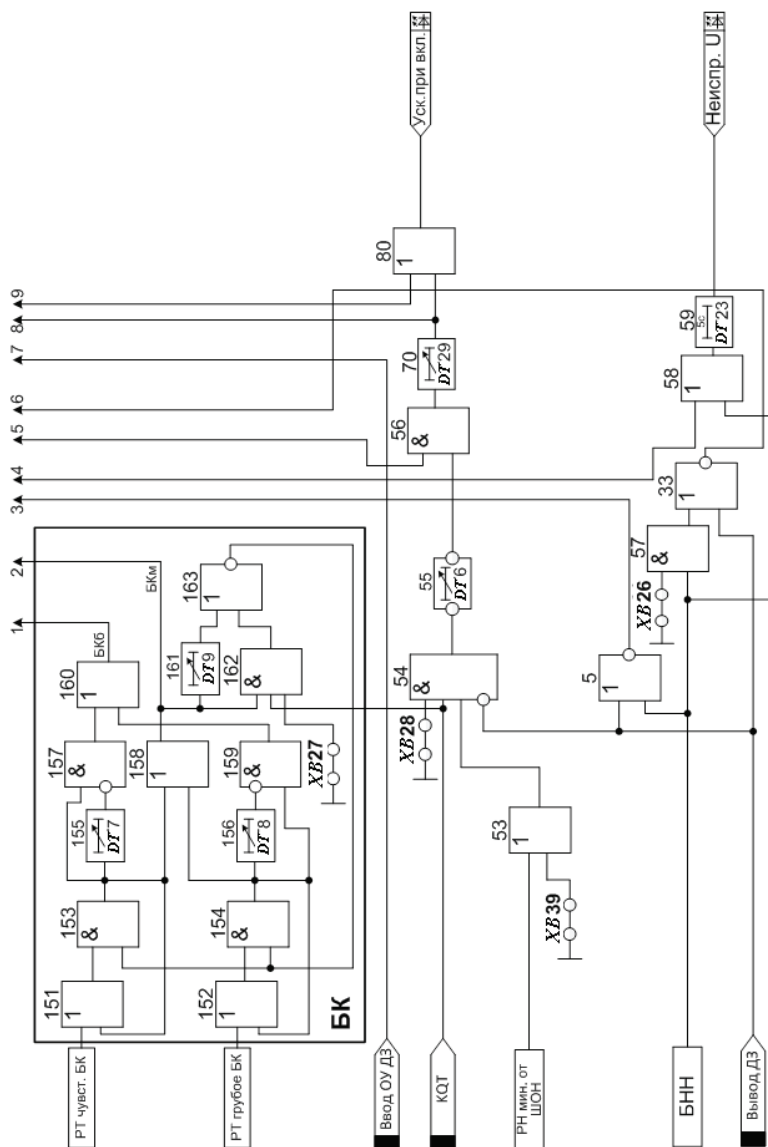 9
8
7
6
5
4
3
2
1
Уск.при вкл.
Неиспр. U
80
1
59
5с
DT23
70
DT29
58
1
56
&
33
1
57
&
XB26
55
DT6
54
&
XB28
5
1
53
1
XB39
БКб
БКм
163
1
160
1
161
DT9
162
&
157
&
158
1
159
&
XB27
155
DT7
156
DT8
153
&
154
&
151
1
152
1
БК
РТ чувст. БК
РТ грубое БК
Ввод ОУ ДЗ
KQT
РН мин. от
ШОН
БНН
Вывод ДЗ